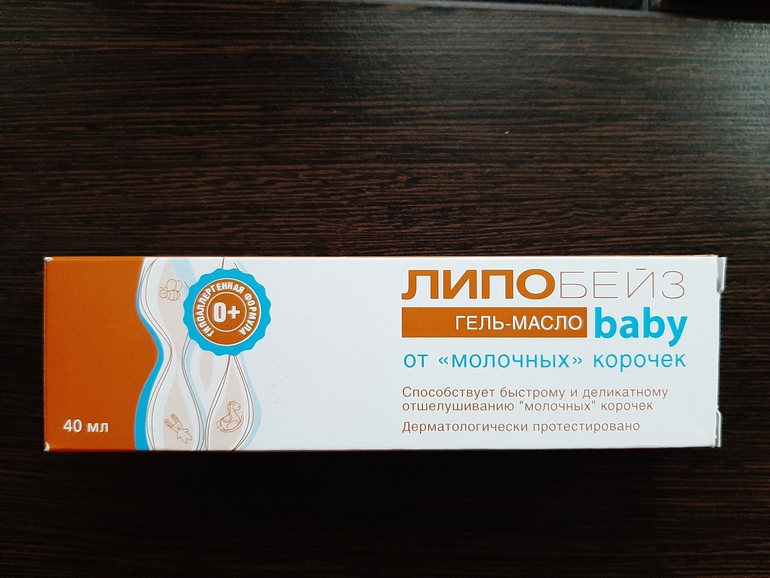 ГИПОАЛЛЕРГЕННАЯ ФОРМУЛА
0+
ЛИПОБЕЙЗ
ГЕЛЬ-МАСЛО baby
от «молочных» корочек
Способствует быстрому и деликатному
отшелушиванию "молочных" корочек
Дерматологически протестировано
40 мл